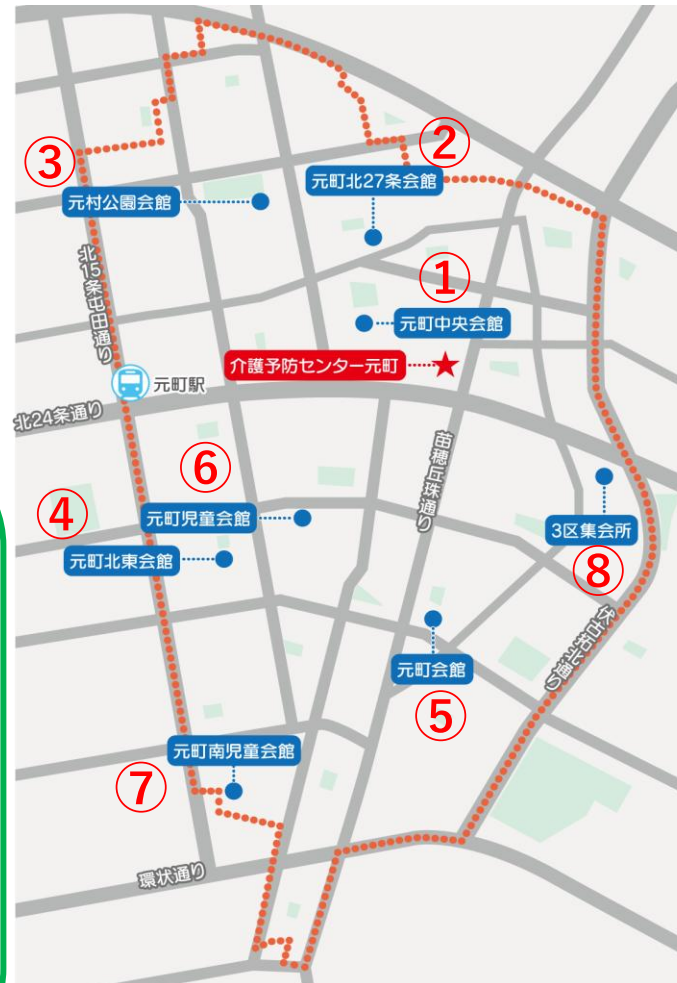 ②
③
元村公園会館
元町北27条会館
北15条屯田通り
①
元町中央会館
介護予防センター元町
元町駅
北24条通り
苗穂丘珠通り
⑥
④
元町児童会館
3区集会所
元町北東会館
⑧
伏古拓北通り
元町会館
⑤
元町南児童会館
⑦
環状通り